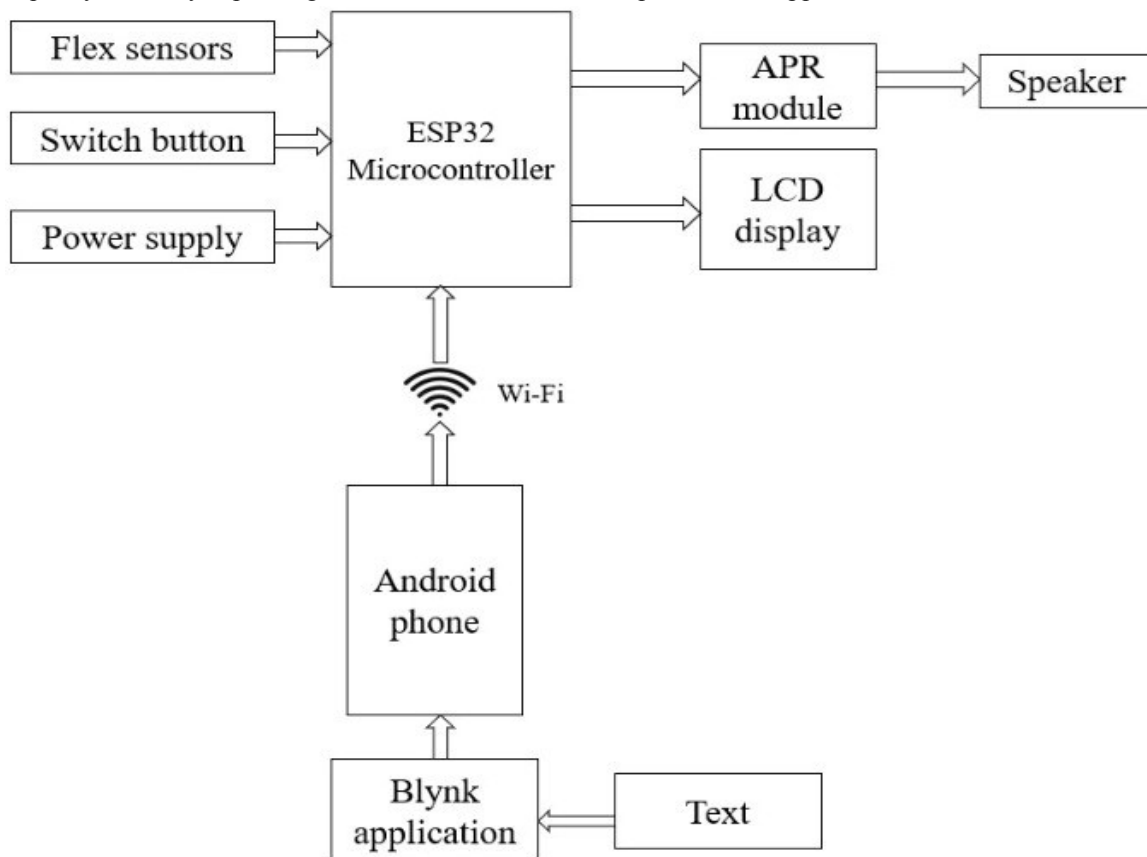 Flex sensors
Switch button
Power supply
ESP32
Microcontroller
APR
module
Speaker
LCD
display
Wi-Fi
Android
phone
Blynk
application
Text